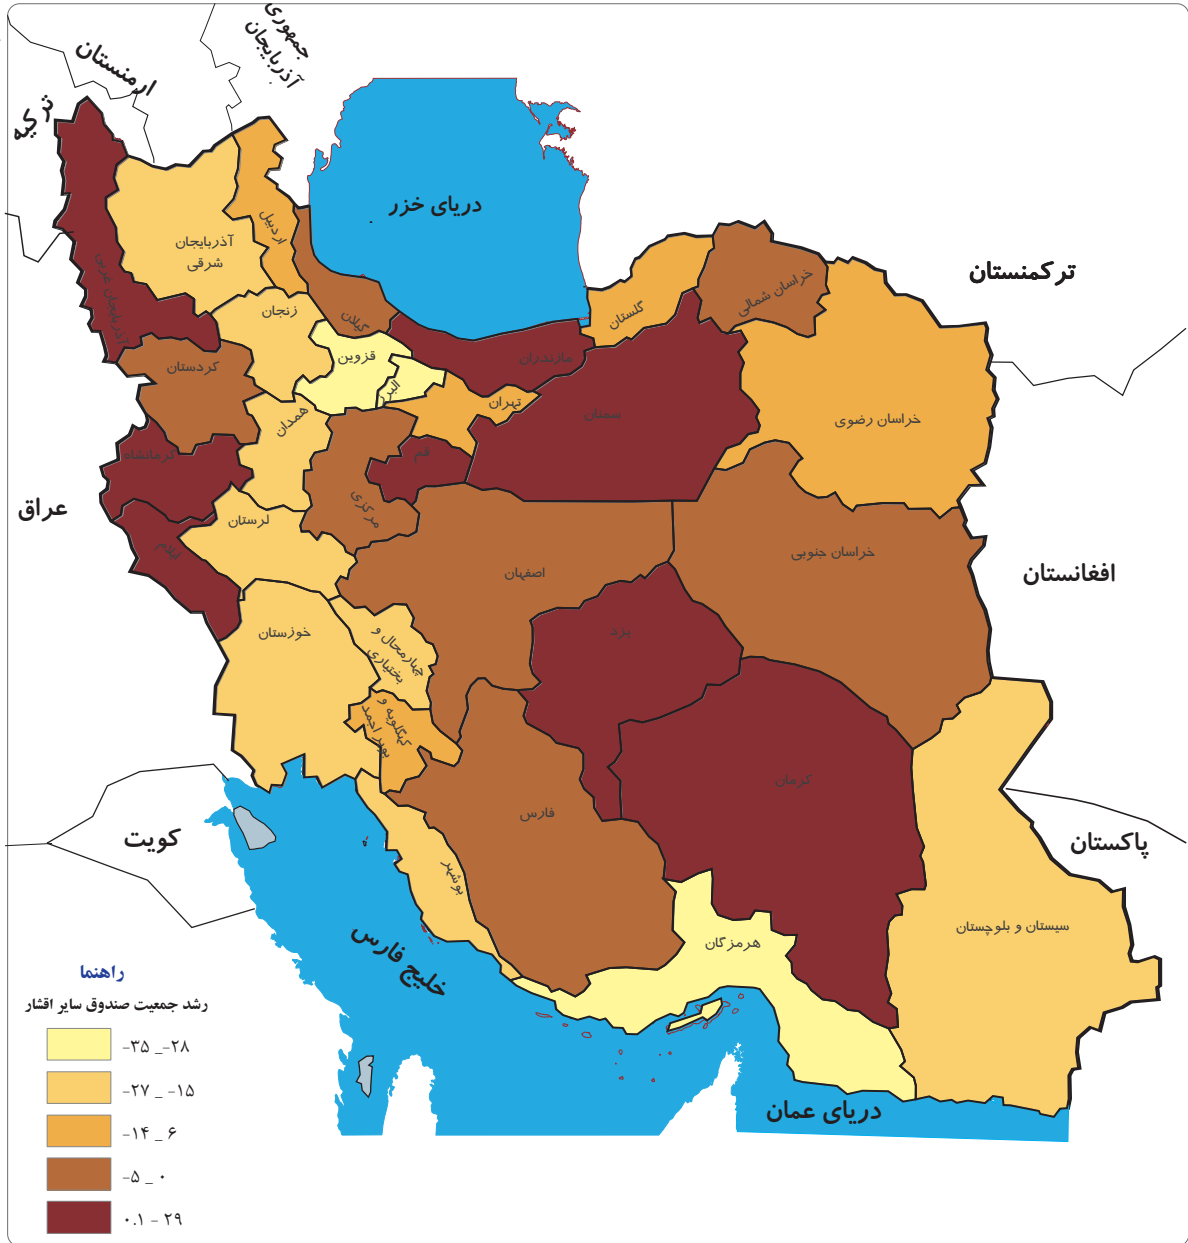 جمهوری
آذربایجان
ارمنستان
ترکیه
دریای خزر
ترکمنستان
اردبیل
آذربایجان
شرقی
آذربایجان غربی
خراسان شمالی
گلستان
گیلان
زنجان
مازندران
قزوین
البرز
کردستان
تهران
سمنان
خراسان رضوی
همدان
کرمانشاه
قم
مرکزی
عراق
لرستان
ایلام
اصفهان
خراسان جنوبی
افغانستان
خوزستان
چهارمحال و
بختیاری
یزد
کهگلویه و
بویر احمد
کرمان
فارس
کویت
پاکستان
بوشهر
هرمزگان
سیستان و بلوچستان
خلیج فارس
دریای عمان
راهنما
رشد جمعیت صندوق سایر اقشار
-۳۵ _ -۲۸
-۲۷ _ -۱۵
-۱۴ _ ۶
-۵ _ ۰
۰.۱ - ۲۹